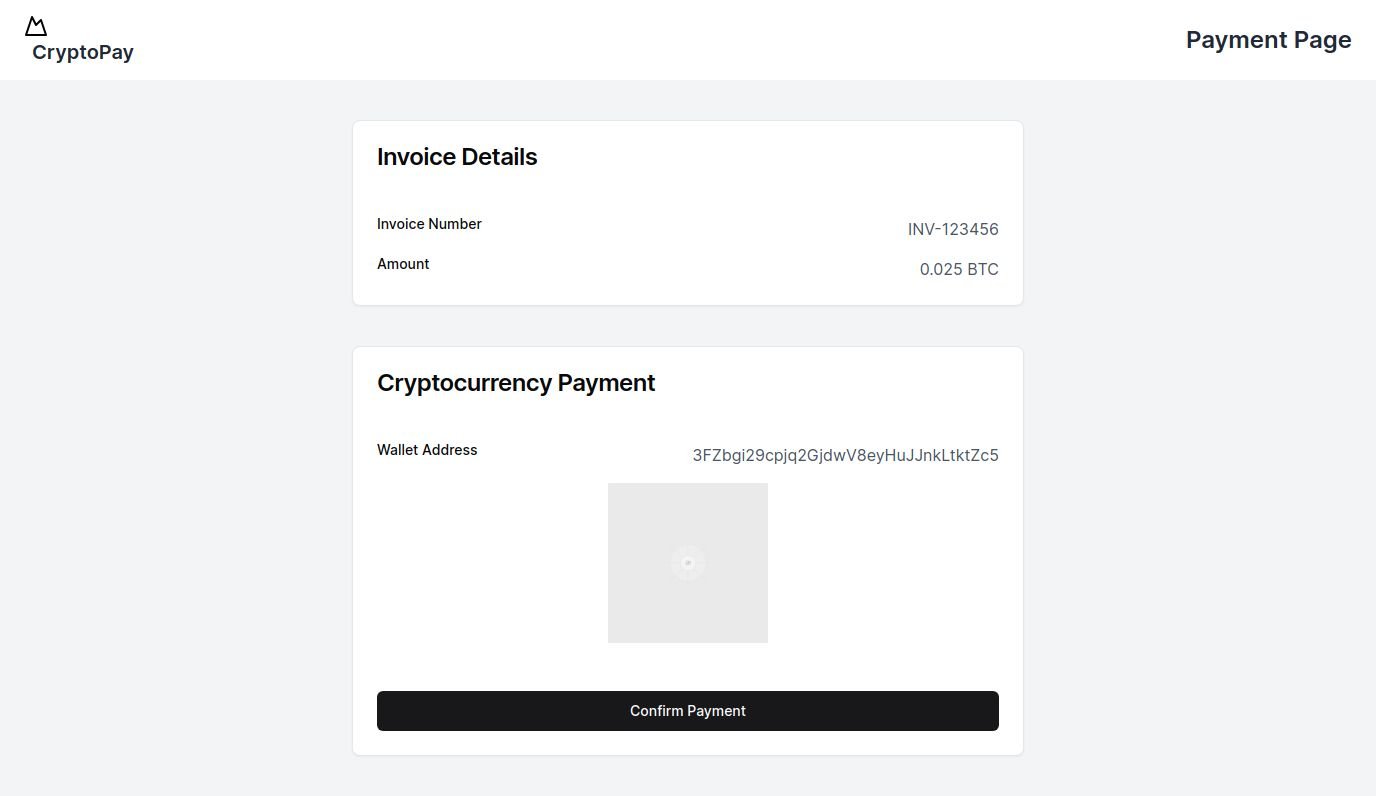 CryptoPay
Payment Page
Invoice Details
Invoice Number
INV-123456
Amount
0.025 BTC
Cryptocurrency Payment
Wallet Address
3FZbgi29cpjq2GjdwV8eyHuJJnkLtktZc5
Confirm Payment